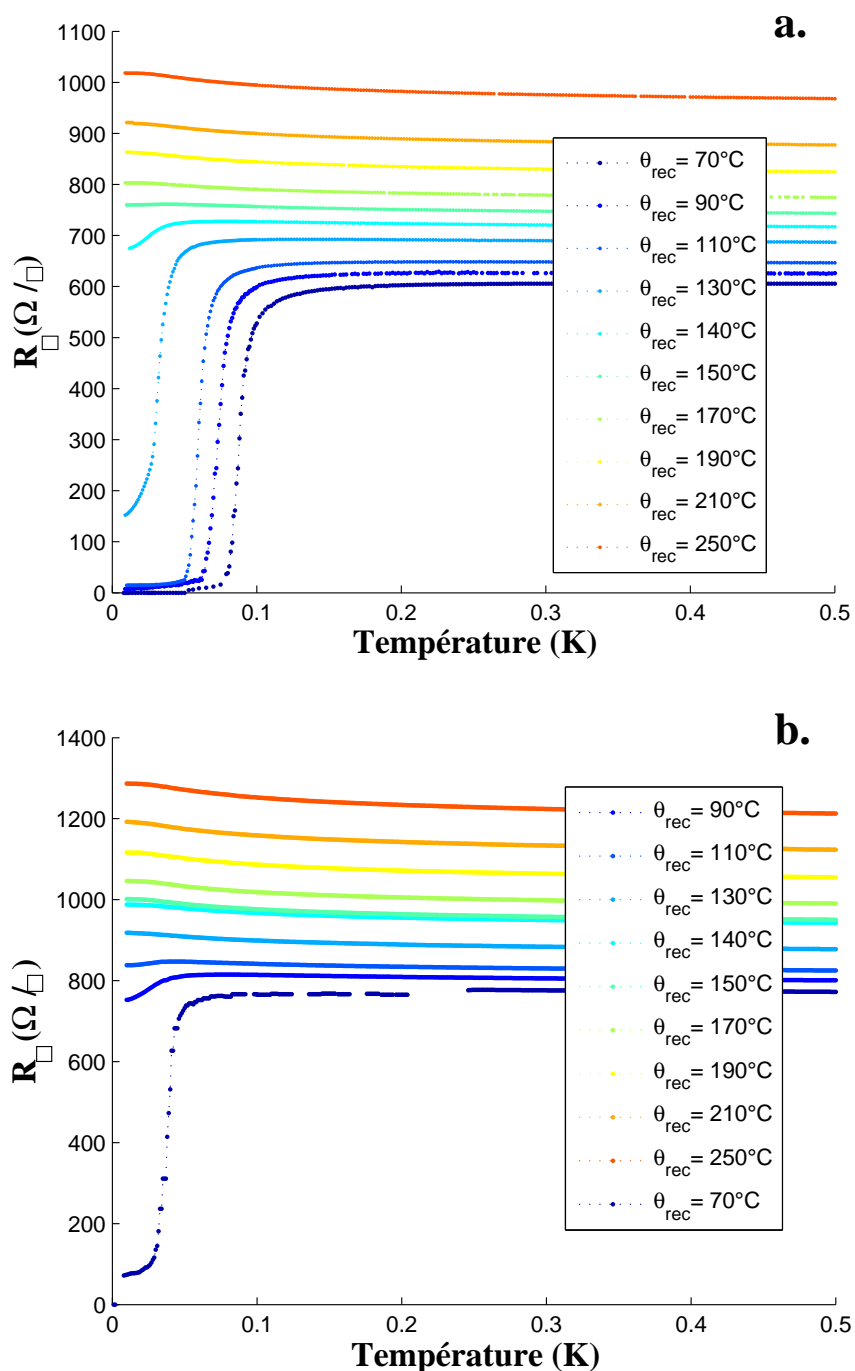 a.
1100
1000
900
800
700
600
500
400
300
200
100
0
R□ (Ω /□)
θrec= 70°C
θrec= 90°C
θrec= 110°C
θrec= 130°C
θrec= 140°C
θrec= 150°C
θrec= 170°C
θrec= 190°C
θrec= 210°C
θrec= 250°C
0 0.1 0.2 0.3 0.4 0.5
Température (K)
b.
1400
1200
1000
800
600
400
200
0
R□ (Ω /□)
θrec= 90°C
θrec= 110°C
θrec= 130°C
θrec= 140°C
θrec= 150°C
θrec= 170°C
θrec= 190°C
θrec= 210°C
θrec= 250°C
θrec= 70°C
0 0.1 0.2 0.3 0.4 0.5
Température (K)